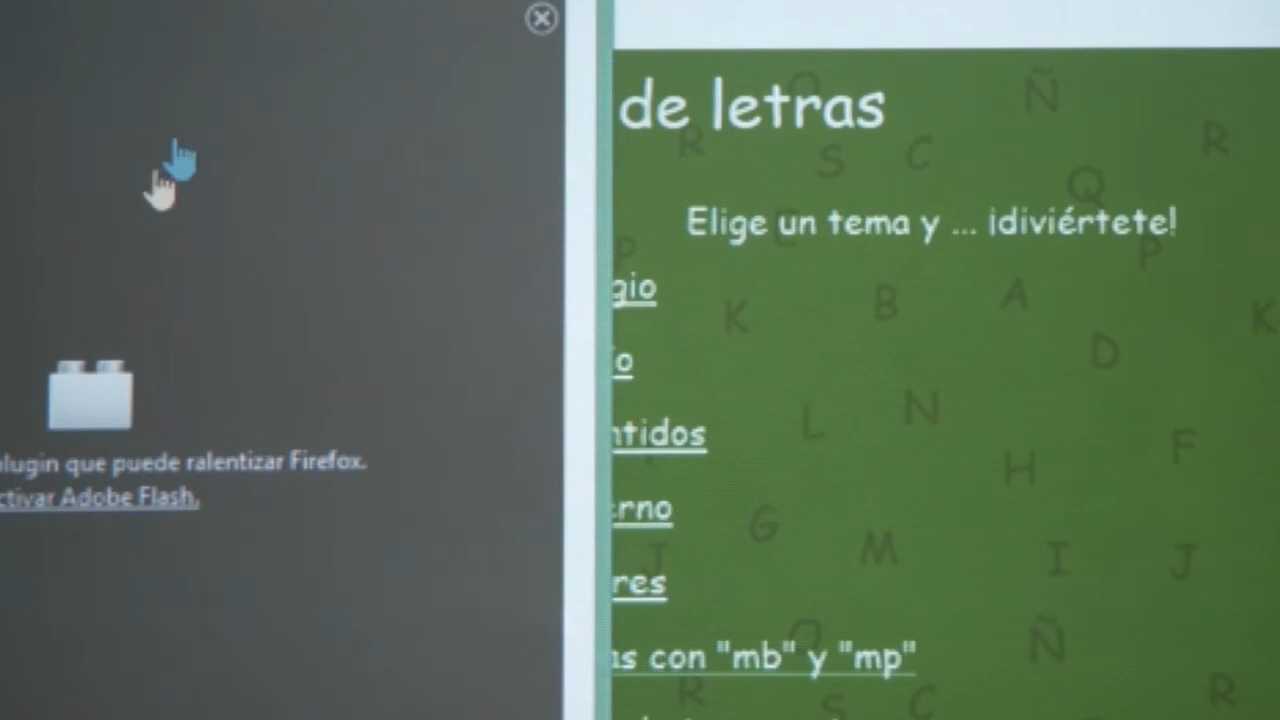 de letras
Elige un tema y ... ¡diviértete!
gio
o
ntidos
rno
res
as con "mb" y "mp"
plugin que puede ralentizar Firefox.
ctivar Adobe Flash.